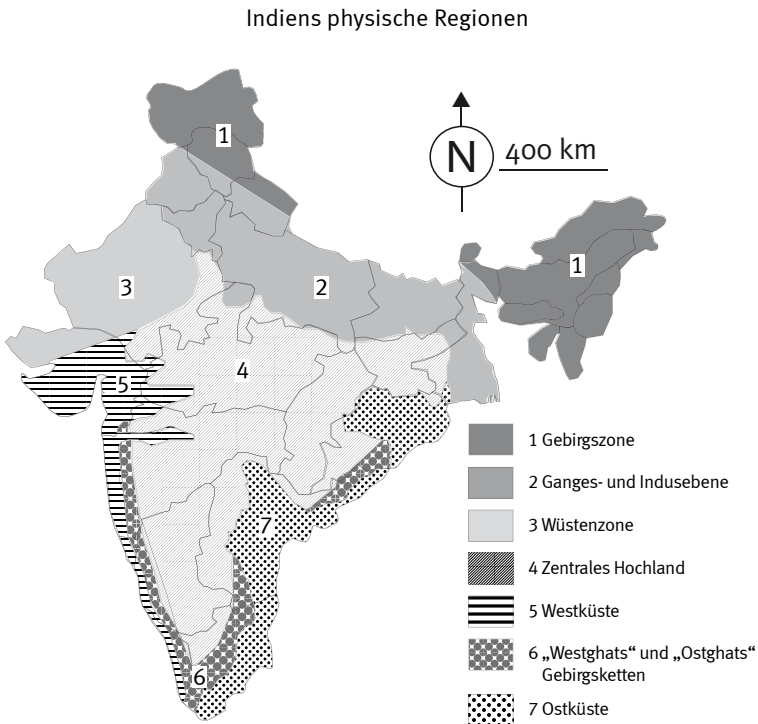 Indiens physische Regionen
1
N
400 km
1
3
2
4
5
7
6
1 Gebirgszone
2 Ganges- und Indusebene
3 Wüstenzone
4 Zentrales Hochland
5 Westküste
6 „Westghats“ und „Ostghats“
Gebirgsketten
7 Ostküste